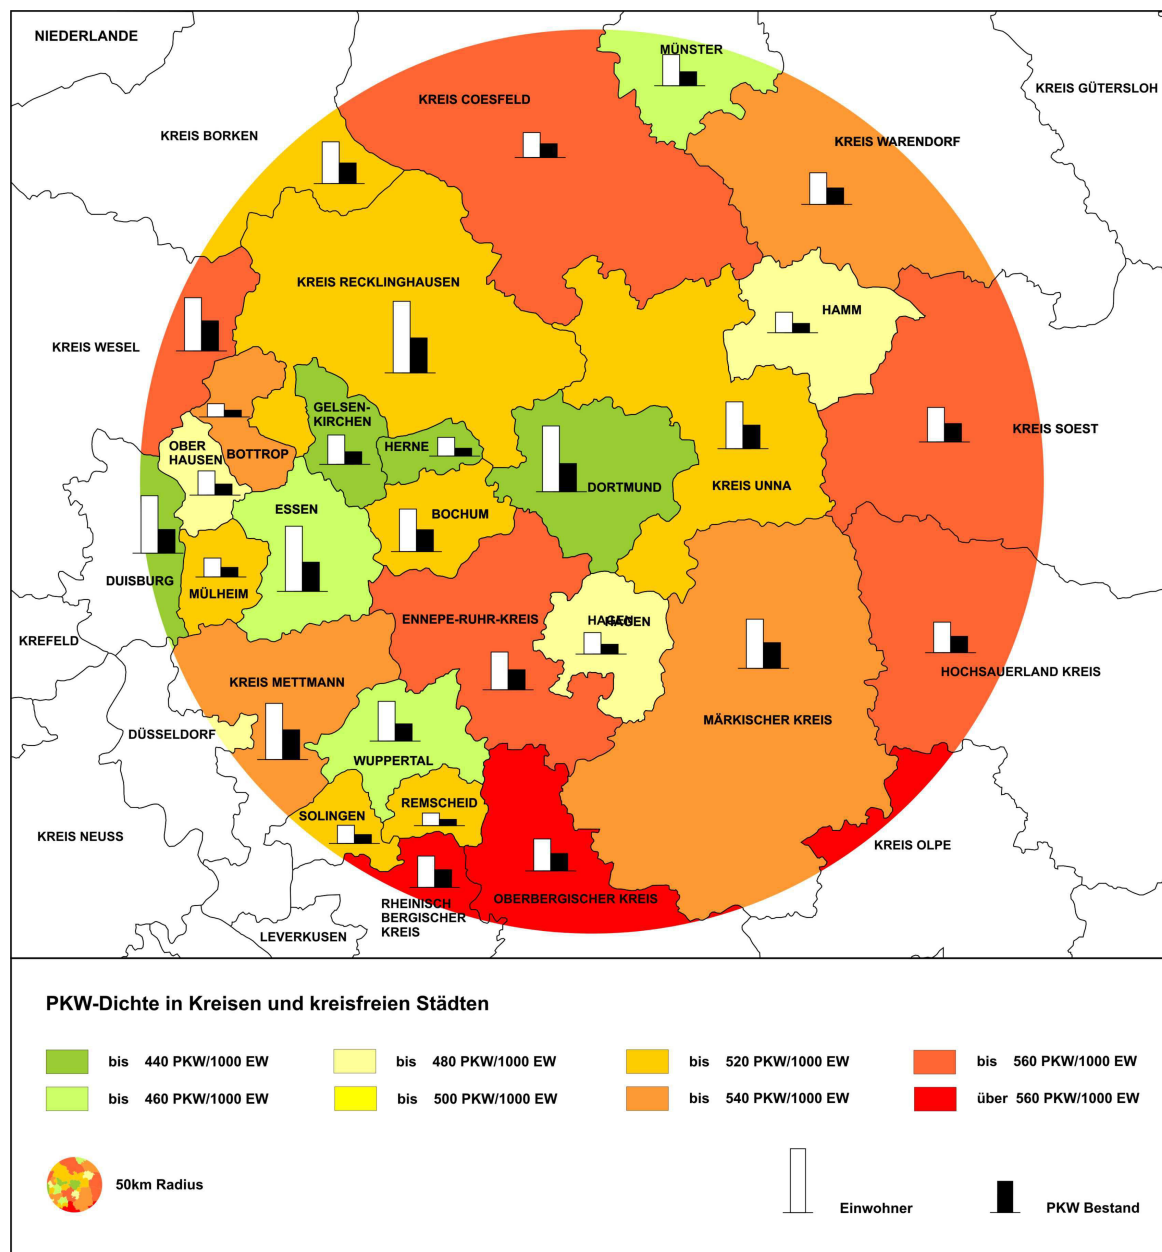 NIEDERLANDE
MÜNSTER
KREIS GÜTERSLOH
KREIS COESFELD
KREIS BORKEN
KREIS WARENDORF
KREIS RECKLINGHAUSEN
HAMM
KREIS WESEL
GELSEN-
KIRCHEN
KREIS SOEST
OBER
HAUSEN
BOTTROP
HERNE
DORTMUND
KREIS UNNA
ESSEN
BOCHUM
DUISBURG
MÜLHEIM
KREFELD
ENNEPE-RUHR-KREIS
HAGEN
HAGEN
HOCHSAUERLAND KREIS
KREIS METTMANN
MÄRKISCHER KREIS
DÜSSELDORF
WUPPERTAL
REMSCHEID
SOLINGEN
KREIS NEUSS
KREIS OLPE
OBERBERGISCHER KREIS
RHEINISCH
BERGISCHER
KREIS
LEVERKUSEN
PKW-Dichte in Kreisen und kreisfreien Städten
bis 440 PKW/1000 EW
bis 480 PKW/1000 EW
bis 520 PKW/1000 EW
bis 560 PKW/1000 EW
bis 460 PKW/1000 EW
bis 500 PKW/1000 EW
bis 540 PKW/1000 EW
über 560 PKW/1000 EW
50km Radius
Einwohner
PKW Bestand